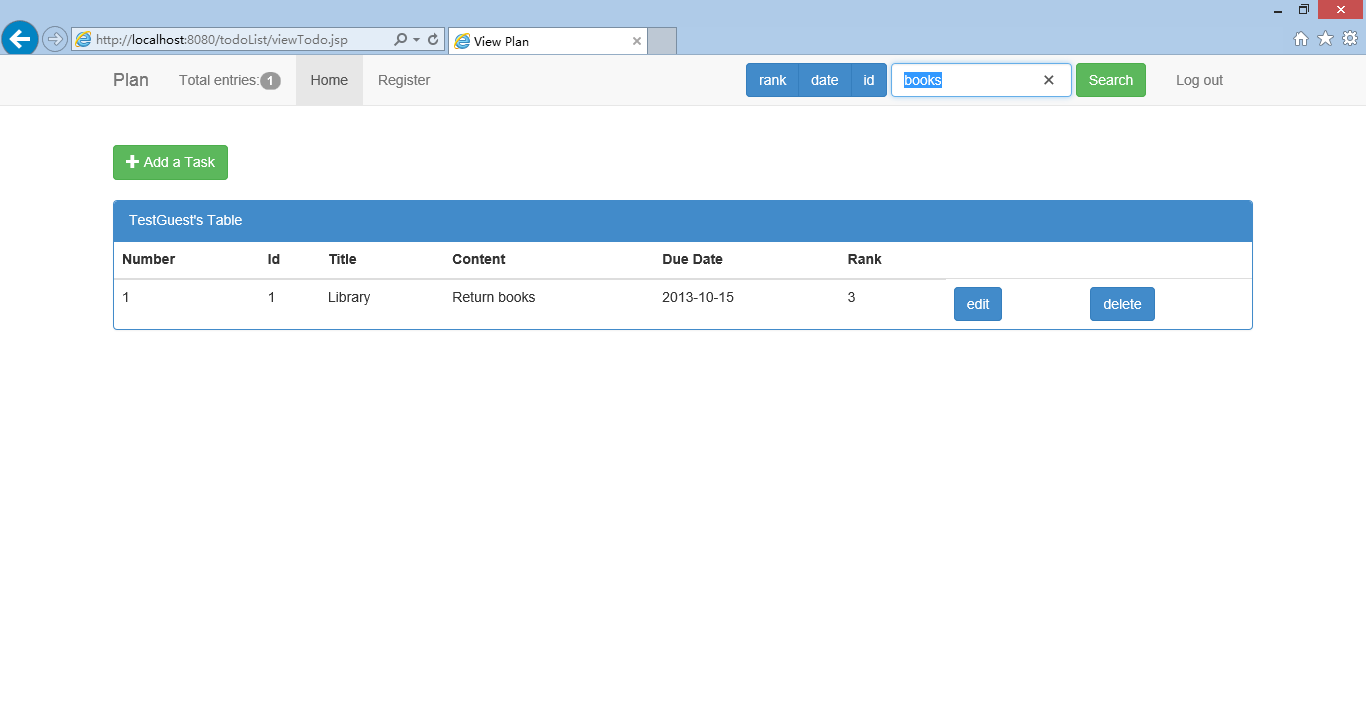 http://localhost:8080/todoList/viewTodo.jsp View Plan
Plan Total entries: 1 Home Register rank date id books Search Log out
Add a Task
TestGuest's Table
Number Id Title Content Due Date Rank
1 1 Library Return books 2013-10-15 3 edit delete